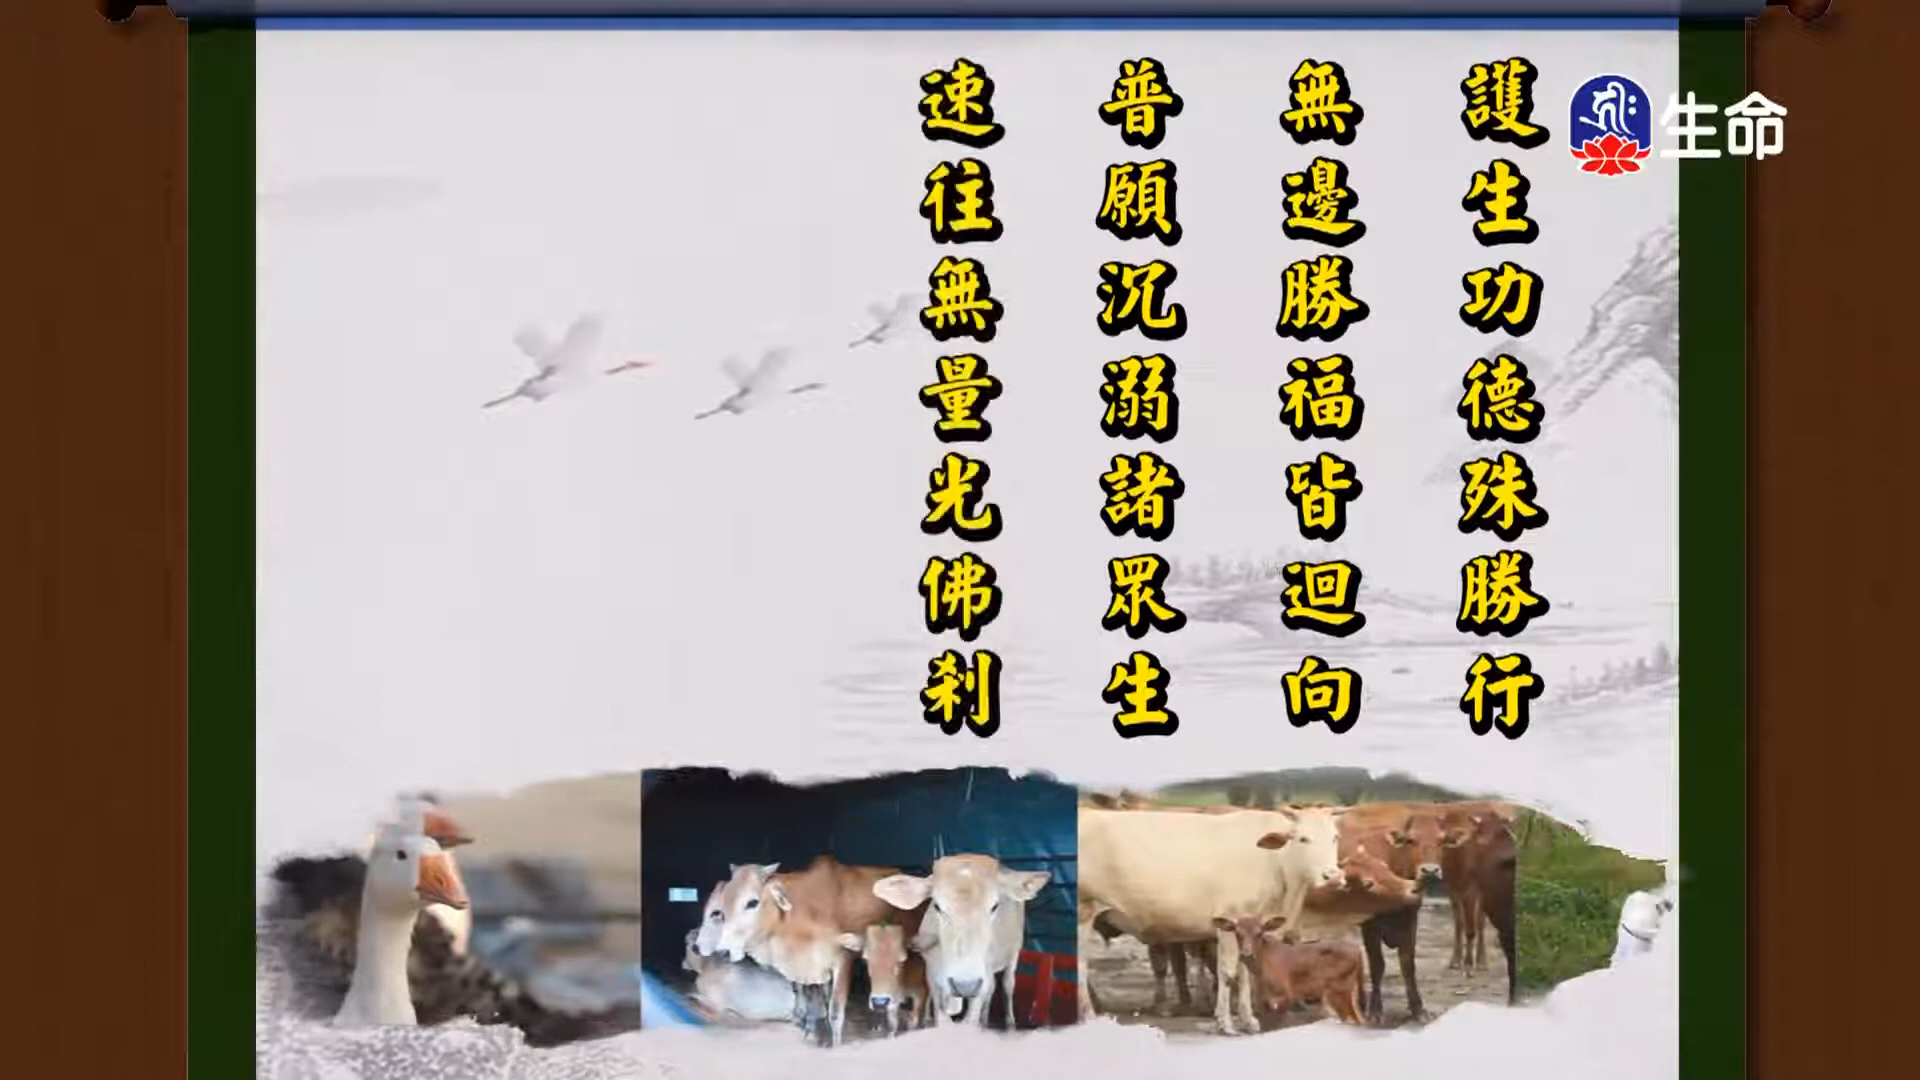 護生功德殊勝行
無邊勝福皆迴向
普願沉溺諸眾生
速往無量光佛剎
生命